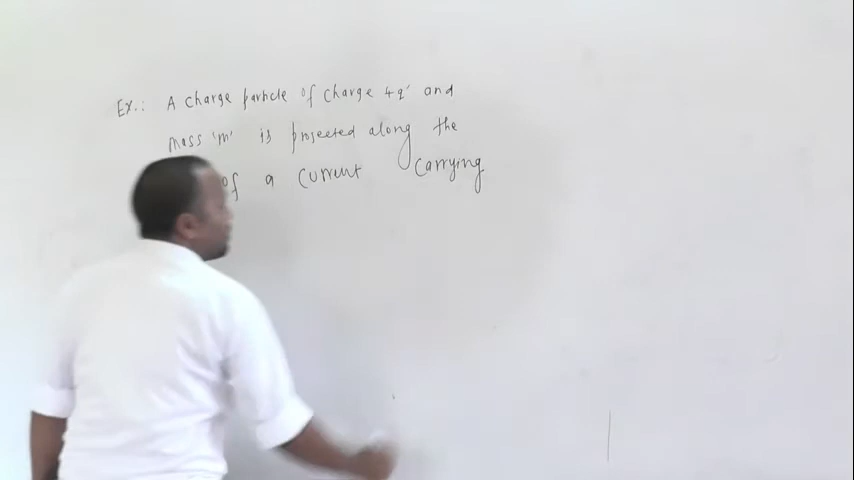 Ex.: A charge particle of charge +q' and
mass 'm' is projected along the
of a current carrying